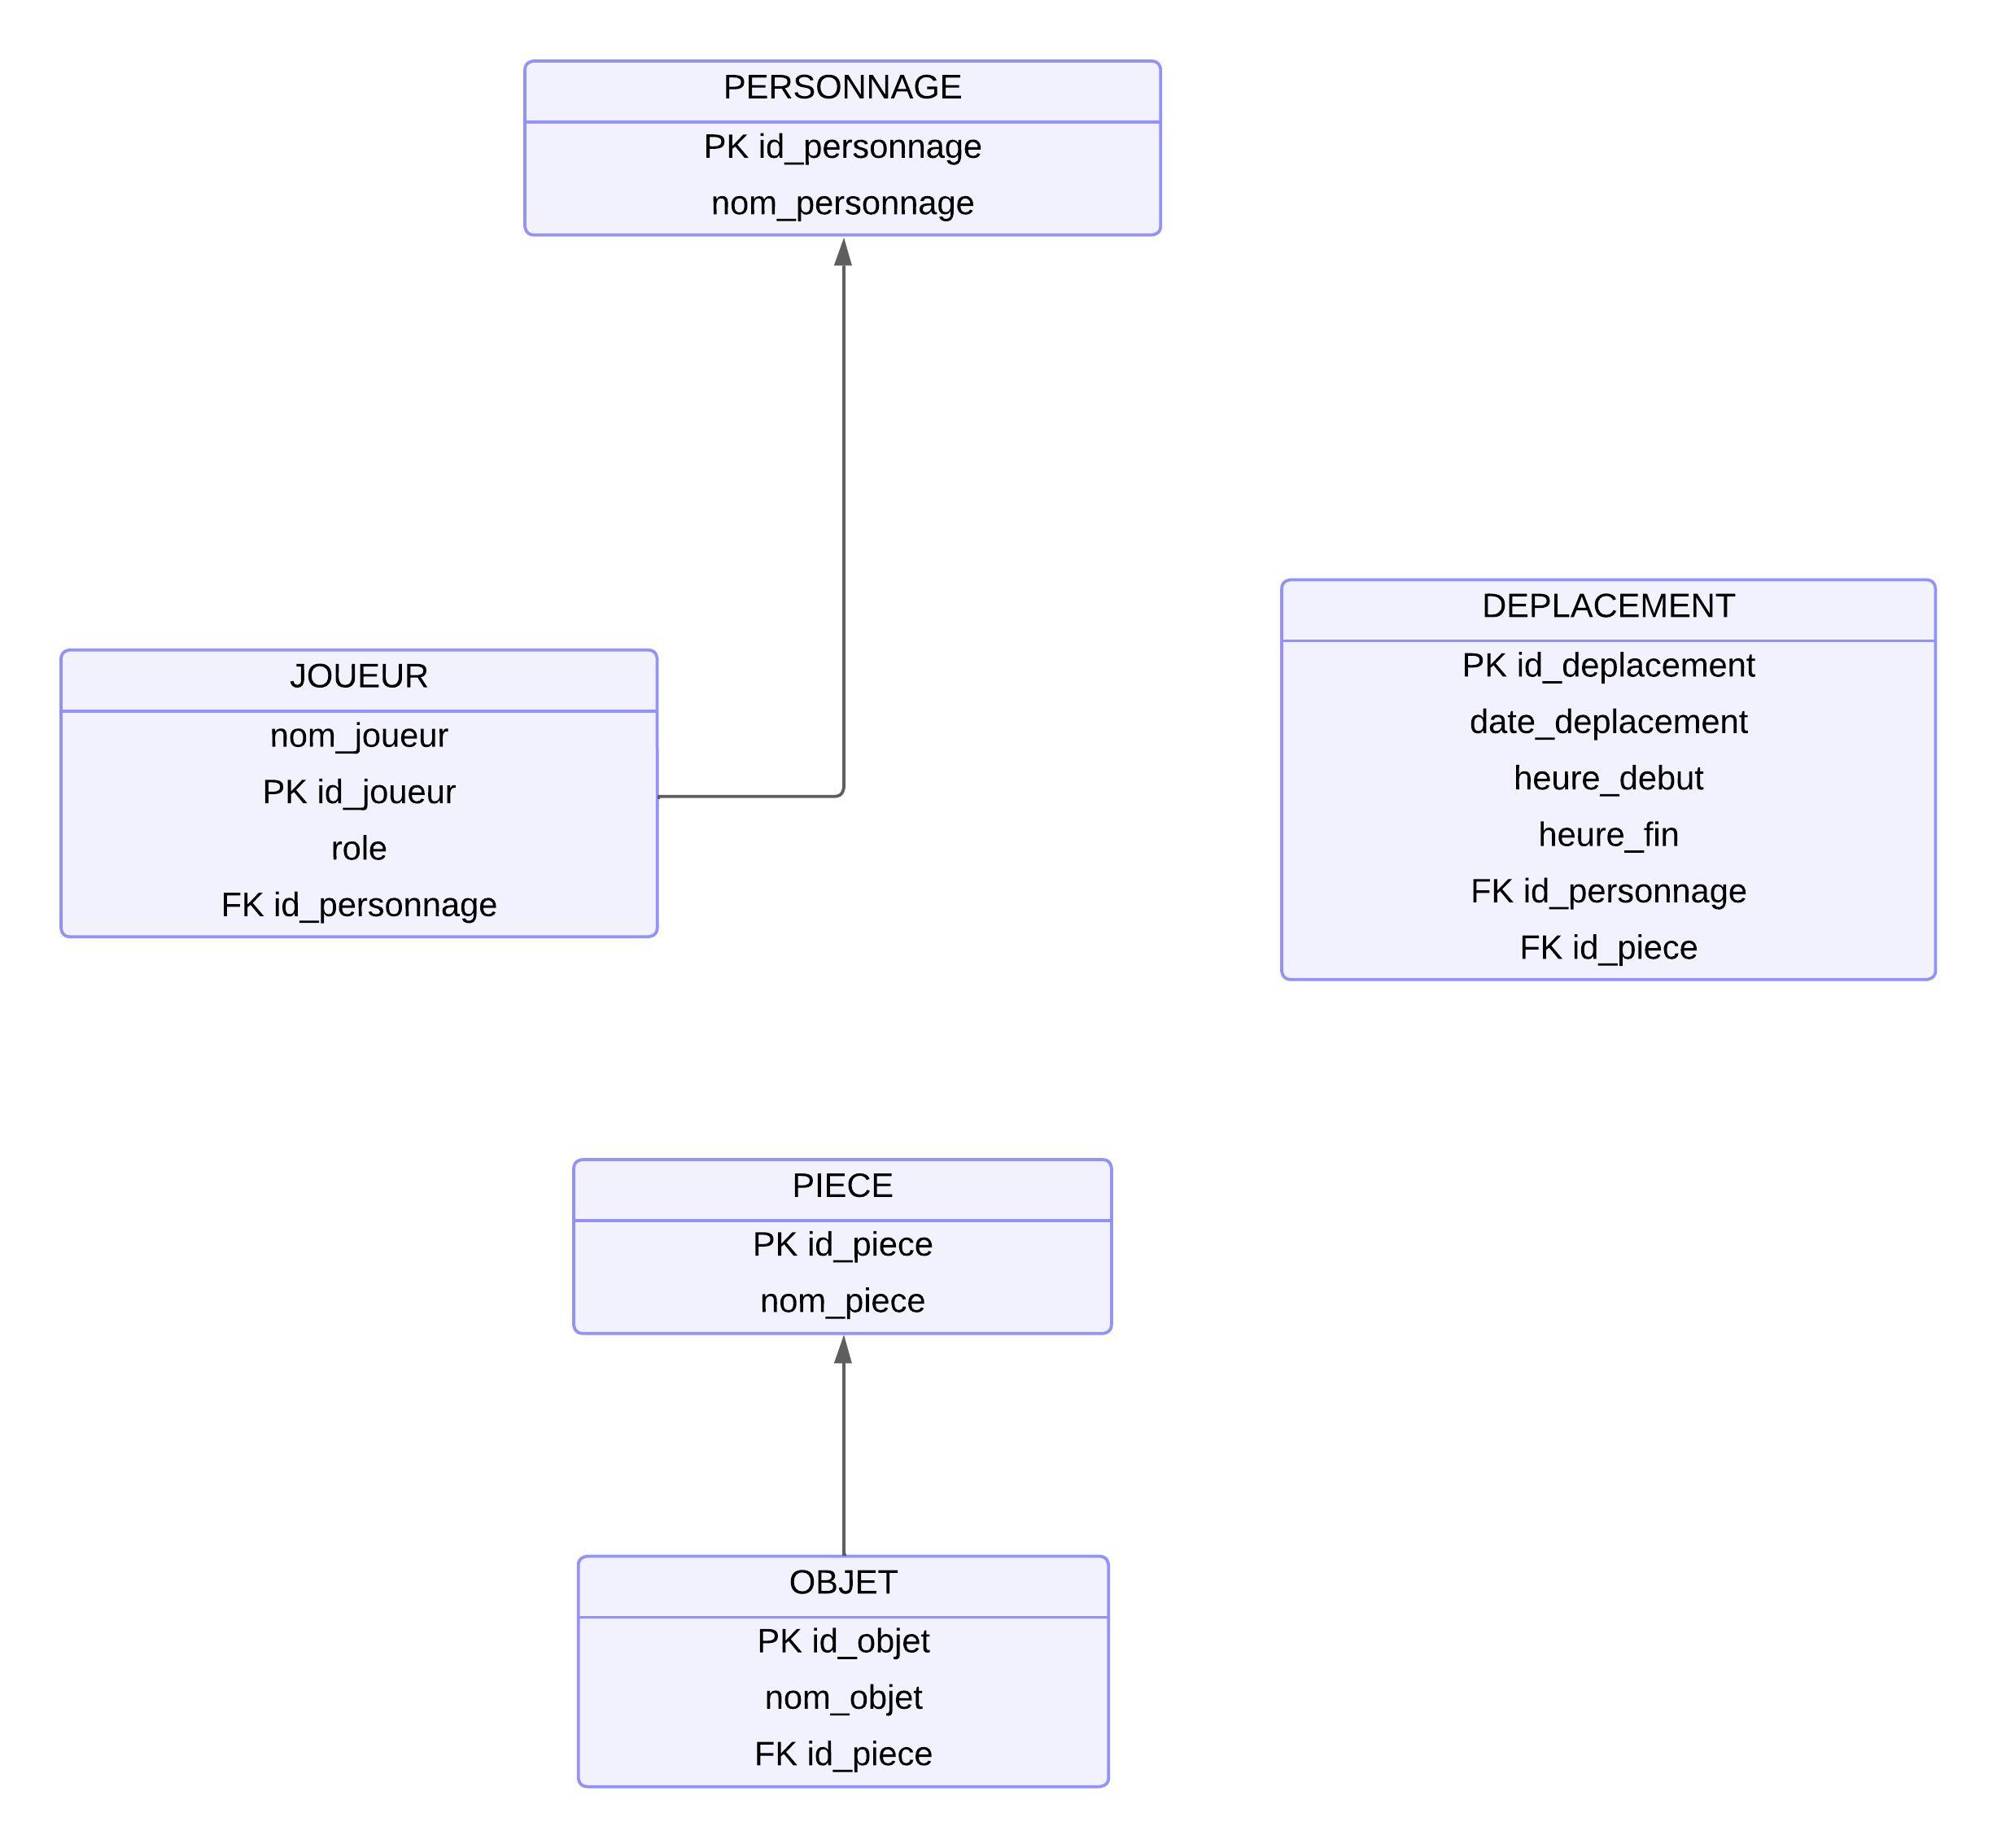 PERSONNAGE
PK id_personnage
nom_personnage
JOUEUR
nom_joueur
PK id_joueur
role
FK id_personnage
DEPLACEMENT
PK id_deplacement
date_deplacement
heure_debut
heure_fin
FK id_personnage
FK id_piece
PIECE
PK id_piece
nom_piece
OBJET
PK id_objet
nom_objet
FK id_piece